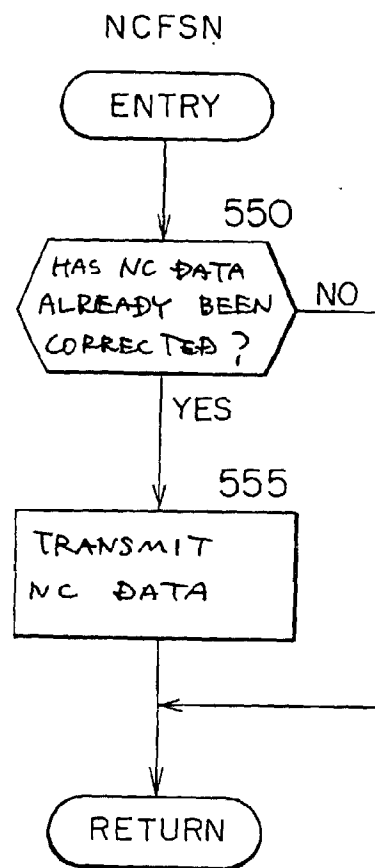 NCFSN
ENTRY
550
HAS NC DATA
ALREADY BEEN
CORRECTED?
NO
YES
555
TRANSMIT
NC DATA
RETURN